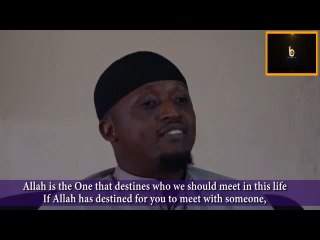 Allah is the One that destines who we should meet in this life
If Allah has destined for you to meet with someone,